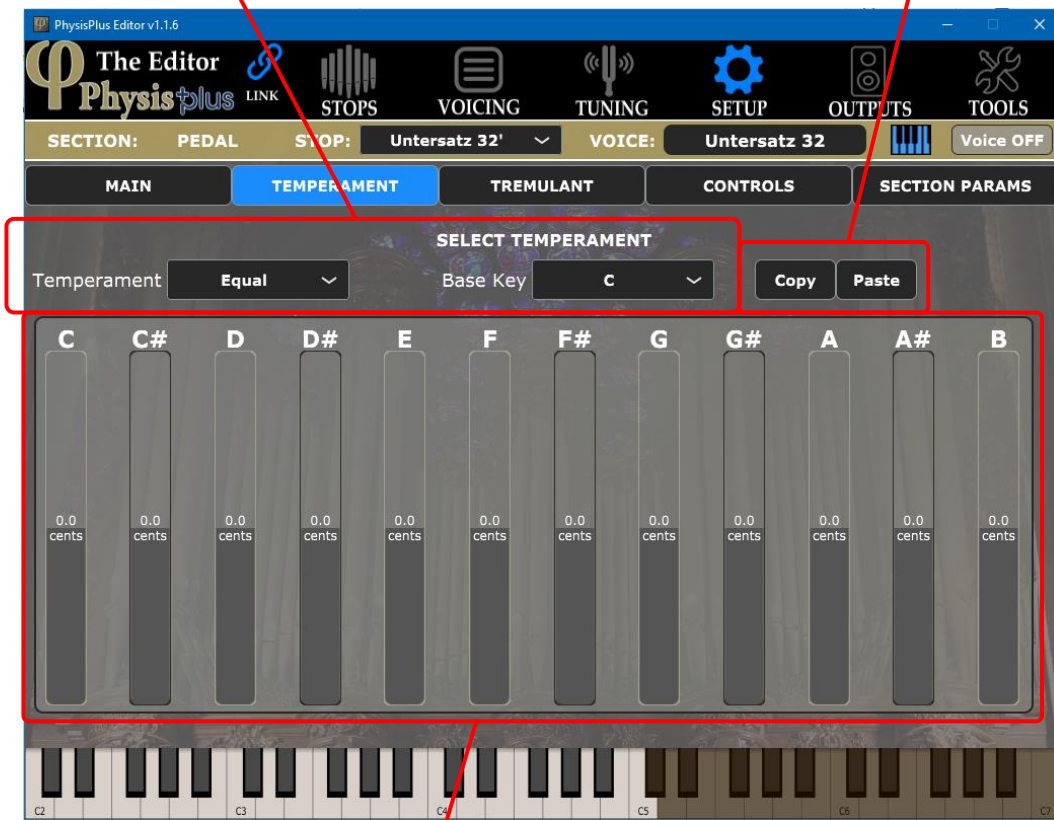 PhysisPlus Editor v1.1.6
The Editor
Physis plus
LINK
STOPS
VOICING
TUNING
SETUP
OUTPUTS
TOOLS
SECTION: PEDAL STOP: Untersatz 32' VOICE: Untersatz 32 Voice OFF
MAIN TEMPERAMENT TREMULANT CONTROLS SECTION PARAMS
SELECT TEMPERAMENT
Temperament Equal Base Key C Copy Paste
C C# D D# E F F# G G# A A# B
0.0 0.0 0.0 0.0 0.0 0.0 0.0 0.0 0.0 0.0 0.0 0.0
cents cents cents cents cents cents cents cents cents cents cents cents
C2 C3 C4 C5 C6 C7